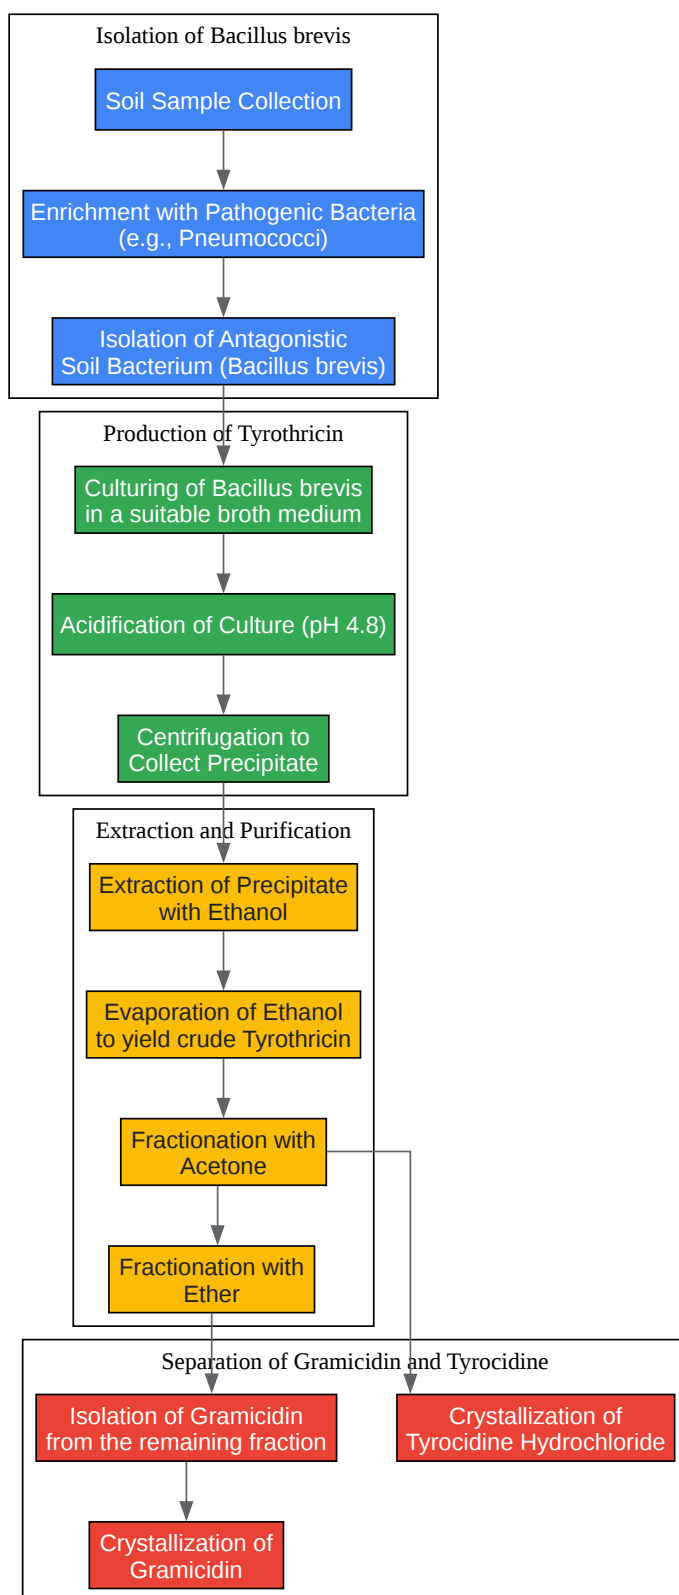 Isolation of Bacillus brevis
Soil Sample Collection
Enrichment with Pathogenic Bacteria
(e.g., Pneumococci)
Isolation of Antagonistic
Soil Bacterium (Bacillus brevis)
Production of Tyrothricin
Culturing of Bacillus brevis
in a suitable broth medium
Acidification of Culture (pH 4.8)
Centrifugation to
Collect Precipitate
Extraction and Purification
Extraction of Precipitate
with Ethanol
Evaporation of Ethanol
to yield crude Tyrothricin
Fractionation with
Acetone
Fractionation with
Ether
Separation of Gramicidin and Tyrocidine
Isolation of Gramicidin
from the remaining fraction
Crystallization of
Tyrocidine Hydrochloride
Crystallization of
Gramicidin